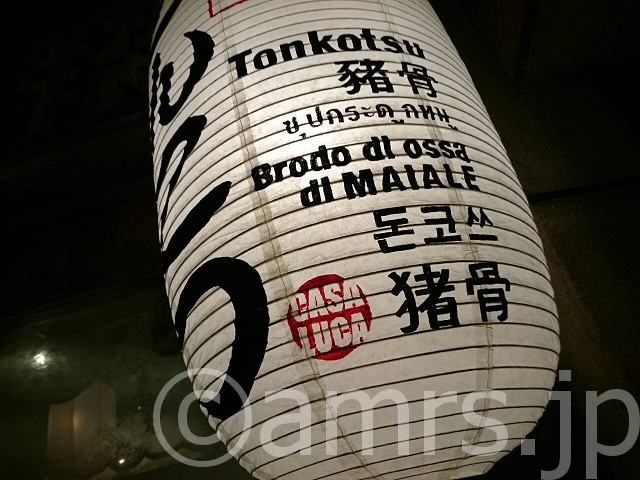 Tonkotsu
豬骨
ซุปกระดูกหมู
Brodo di ossa
di MAIALE
돈코쓰
猪骨
CASA
LUCA
©amrs.jp